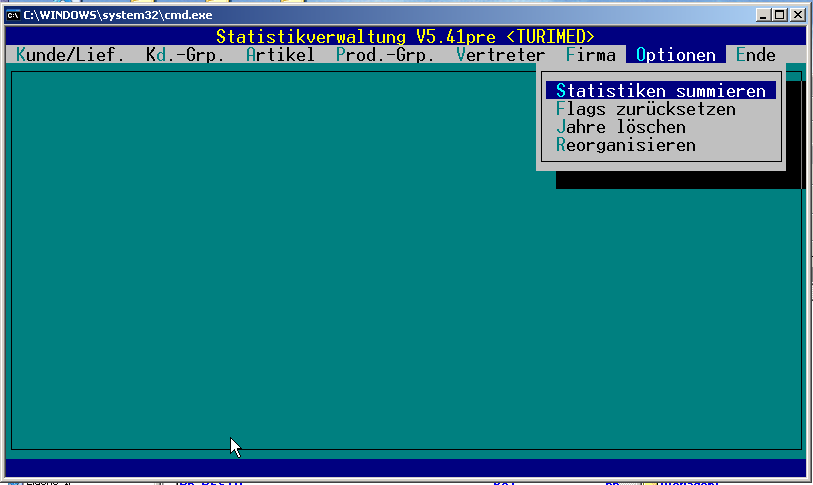 C:\WINDOWS\system32\cmd.exe
Statistikverwaltung V5.41pre <TURIMED>
Kunde/Lief. Kd.-Grp. Artikel Prod.-Grp. Vertreter Firma Optionen Ende
Statistiken summieren
Flags zurücksetzen
Jahre löschen
Reorganisieren